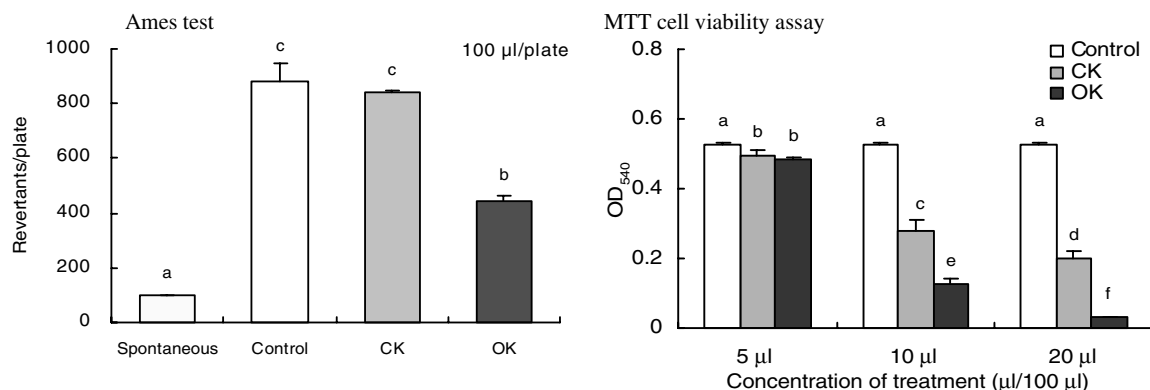 Ames test
1000
800
600
400
200
0
Revertants/plate
100 µl/plate
a
c
c
b
Spontaneous Control CK OK
MTT cell viability assay
0.8
0.6
0.4
0.2
0
OD540
Control
CK
OK
a b b
a c e
a d f
5 µl 10 µl 20 µl
Concentration of treatment (µl/100 µl)